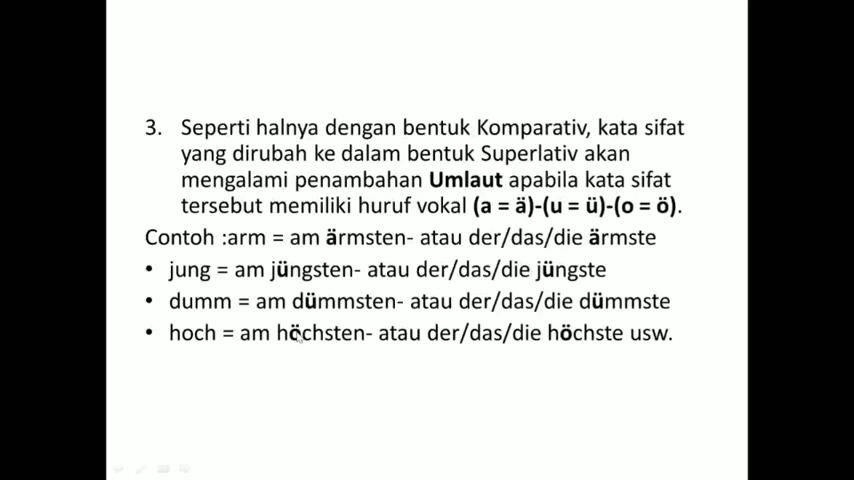 3. Seperti halnya dengan bentuk Komparativ, kata sifat
yang dirubah ke dalam bentuk Superlativ akan
mengalami penambahan Umlaut apabila kata sifat
tersebut memiliki huruf vokal (a = ä)-(u = ü)-(o = ö).
Contoh :arm = am ärmsten- atau der/das/die ärmste
• jung = am jüngsten- atau der/das/die jüngste
• dumm = am dümmsten- atau der/das/die dümmste
• hoch = am höchsten- atau der/das/die höchste usw.